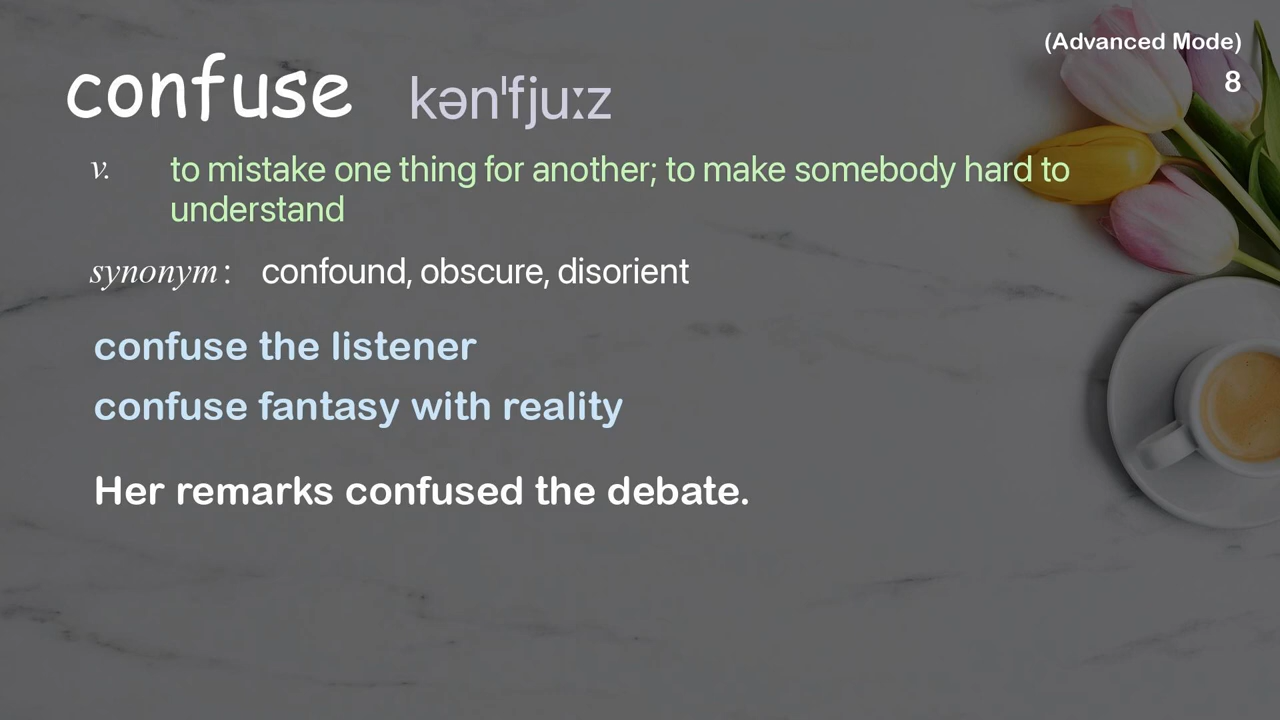 (Advanced Mode)
8
confuse kənˈfjuːz
v. to mistake one thing for another; to make somebody hard to
understand
synonym: confound, obscure, disorient
confuse the listener
confuse fantasy with reality
Her remarks confused the debate.